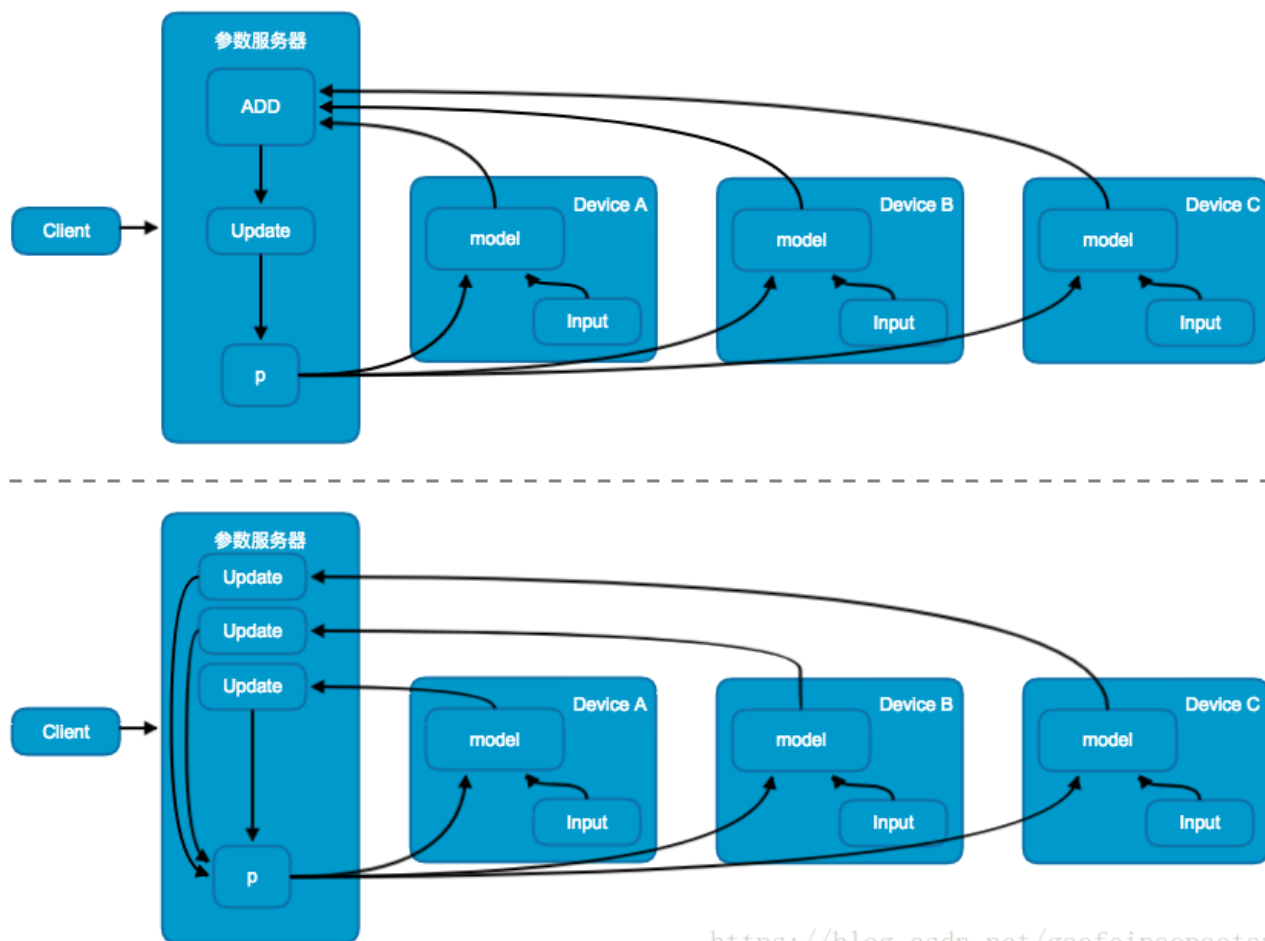 参数服务器
ADD
Device A
Device B
Device C
Client
Update
model
model
model
Input
Input
Input
p
参数服务器
Update
Update
Update
Device A
Device B
Device C
Client
model
model
model
Input
Input
Input
p